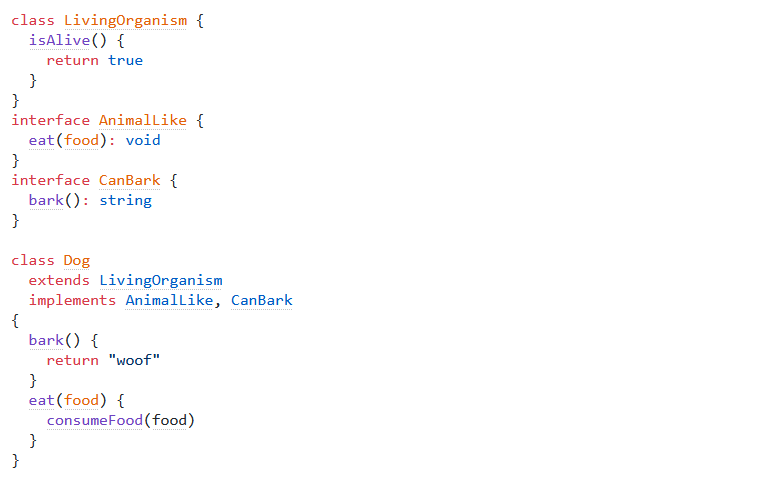 class LivingOrganism {
  isAlive() {
    return true
  }
}
interface AnimalLike {
  eat(food): void
}
interface CanBark {
  bark(): string
}

class Dog
  extends LivingOrganism
  implements AnimalLike, CanBark
{
  bark() {
    return "woof"
  }
  eat(food) {
    consumeFood(food)
  }
}